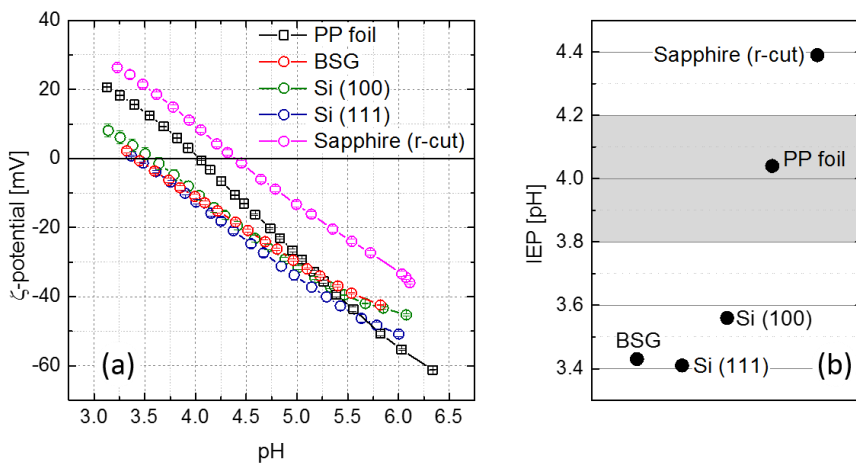 PP foil
BSG
Si (100)
Si (111)
Sapphire (r-cut)
40
20
0
-20
-40
-60
ζ-potential [mV]
(a)
3.0 3.5 4.0 4.5 5.0 5.5 6.0 6.5
pH
4.4
4.2
4.0
3.8
3.6
3.4
IEP [pH]
Sapphire (r-cut)
PP foil
Si (100)
BSG
Si (111)
(b)